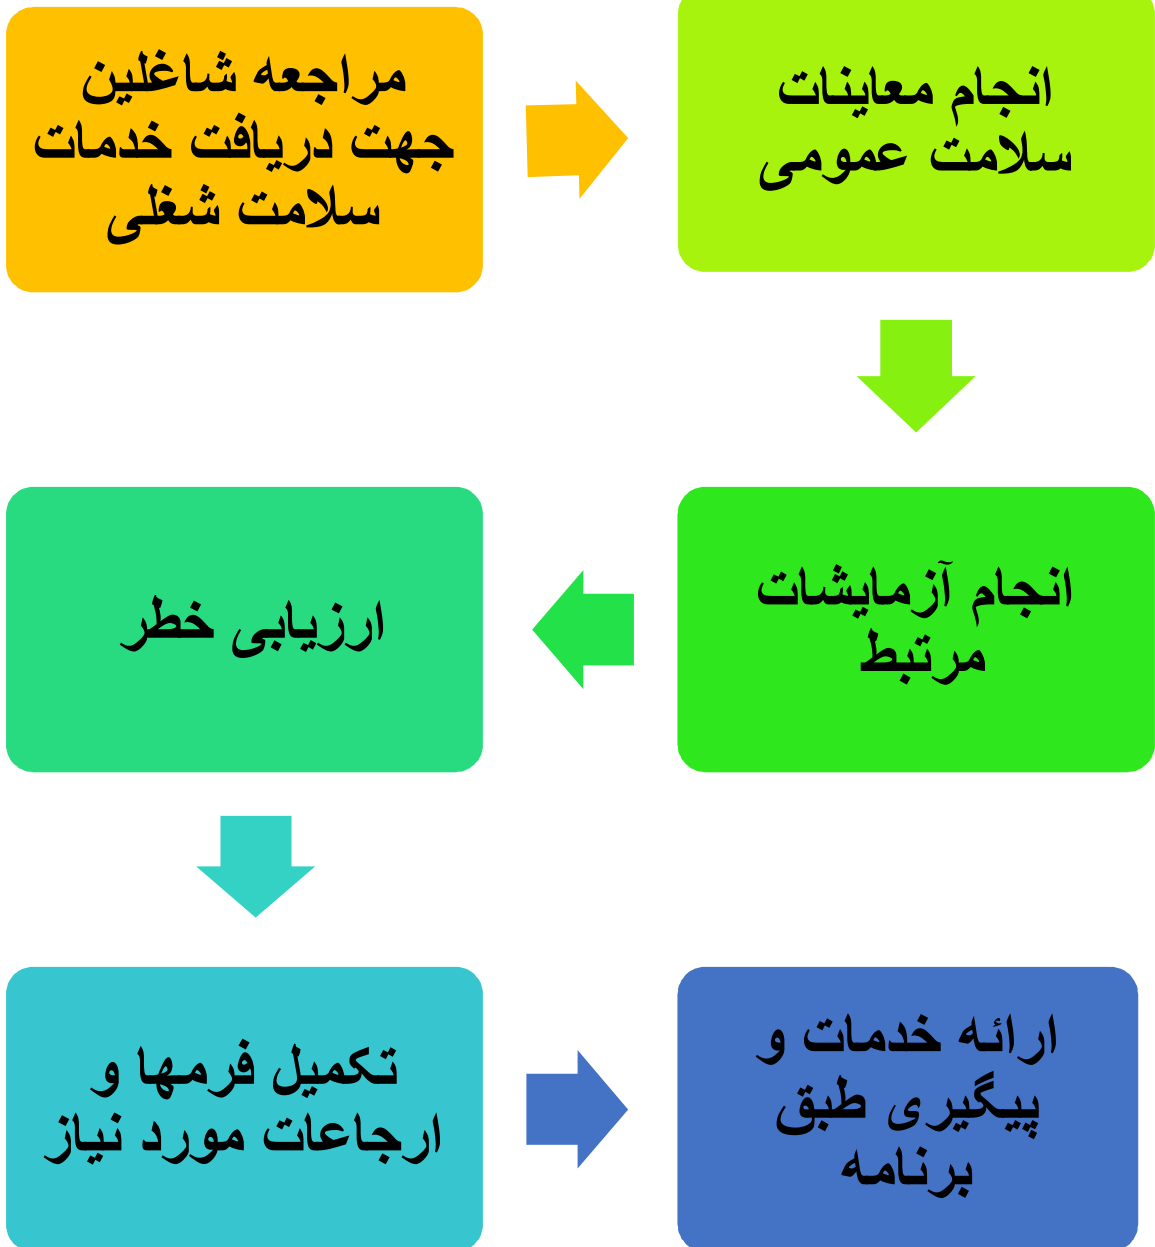 مراجعه شاغلین
جهت دریافت خدمات
سلامت شغلی
انجام معاینات
سلامت عمومی
انجام آزمایشات
مرتبط
ارزیابی خطر
تکمیل فرمها و
ارجاعات مورد نیاز
ارائه خدمات و
پیگیری طبق
برنامه